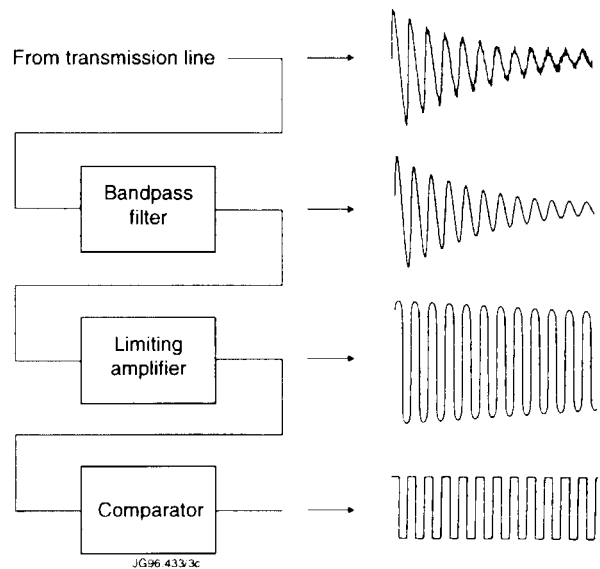 From transmission line
Bandpass
filter
Limiting
amplifier
Comparator
JG96.433/3c